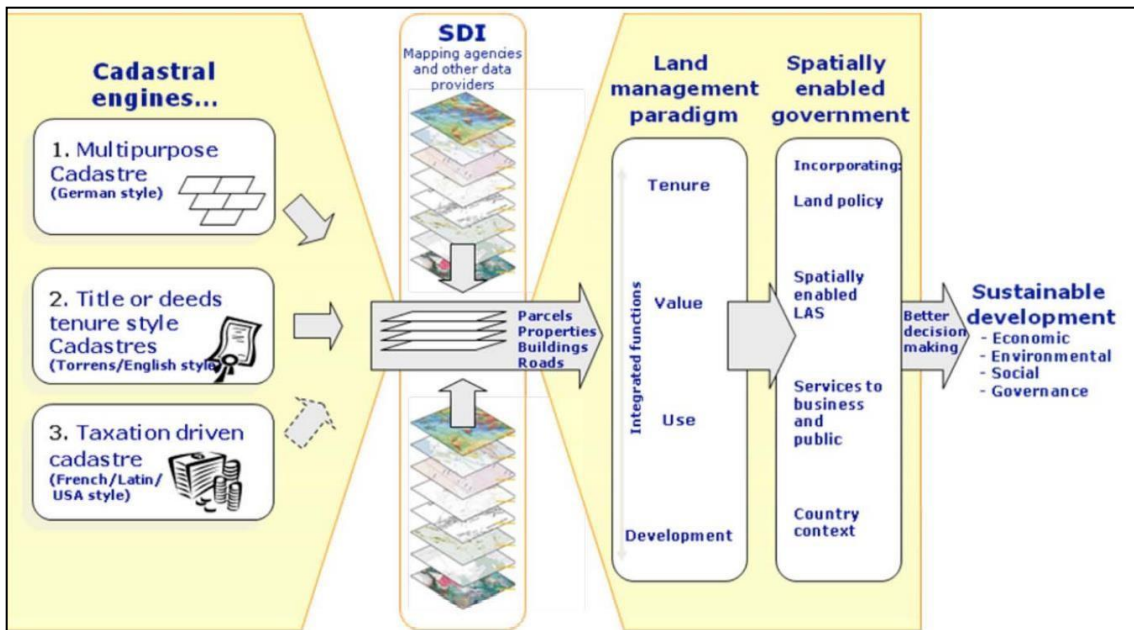 Cadastral
engines...
1. Multipurpose
Cadastre
(German style)
2. Title or deeds
tenure style
Cadastres
(Torrens/English style
3. Taxation driven
cadastre
(French/Latin/
USA style)
SDI
Mapping agencies
and other data
providers
Parcels
Properties
Buildings
Roads
Land
management
paradigm
Integrated functions
Tenure
Value
Use
Development
Spatially
enabled
government
Incorporating:
Land policy
Spatially
enabled
LAS
Services to
business
and
public
Country
context
Better
decision
making
Sustainable
development
- Economic
- Environmental
- Social
- Governance